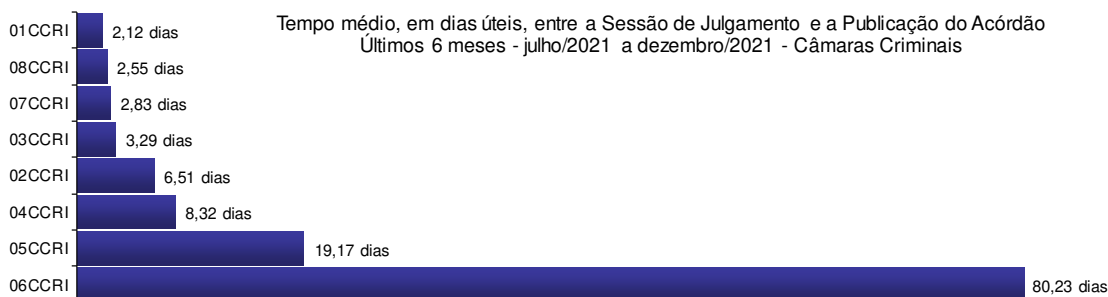 Tempo médio, em dias úteis, entre a Sessão de Julgamento e a Publicação do Acórdão
Últimos 6 meses - julho/2021 a dezembro/2021 - Câmaras Criminais
01CCRI 2,12 dias
08CCRI 2,55 dias
07CCRI 2,83 dias
03CCRI 3,29 dias
02CCRI 6,51 dias
04CCRI 8,32 dias
05CCRI 19,17 dias
06CCRI 80,23 dias